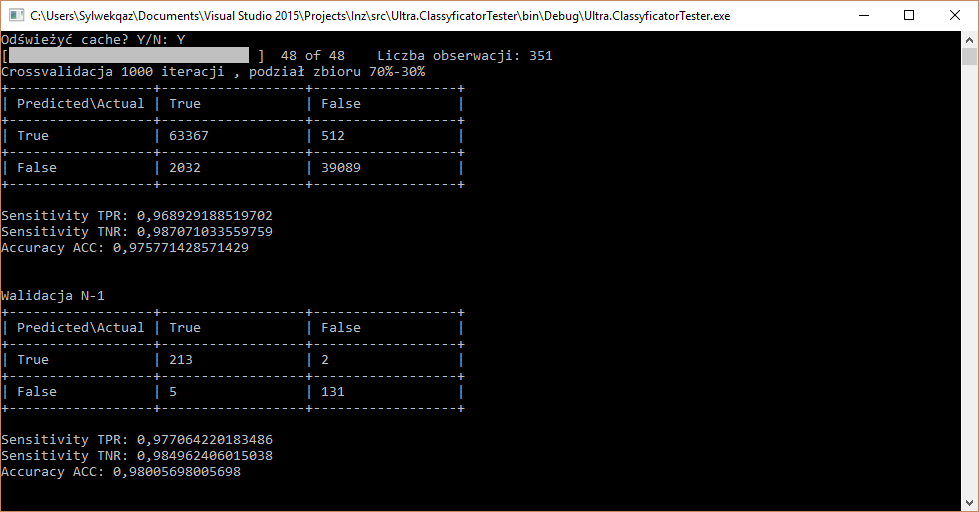 C:\Users\Sylwekqaz\Documents\Visual Studio 2015\Projects\Inz\src\Ultra.ClassyficatorTester\bin\Debug\Ultra.ClassyficatorTester.exe
Odświeżyć cache? Y/N: Y
[ ] 48 of 48 Liczba obserwacji: 351
Crossvalidacja 1000 iteracji , podział zbioru 70%-30%
+------------------+------------------+------------------+
| Predicted\Actual | True | False |
+------------------+------------------+------------------+
| True | 63367 | 512 |
+------------------+------------------+------------------+
| False | 2032 | 39089 |
+------------------+------------------+------------------+
Sensitivity TPR: 0,968929188519702
Sensitivity TNR: 0,987071033559759
Accuracy ACC: 0,975771428571429
Walidacja N-1
+------------------+------------------+------------------+
| Predicted\Actual | True | False |
+------------------+------------------+------------------+
| True | 213 | 2 |
+------------------+------------------+------------------+
| False | 5 | 131 |
+------------------+------------------+------------------+
Sensitivity TPR: 0,977064220183486
Sensitivity TNR: 0,984962406015038
Accuracy ACC: 0,98005698005698